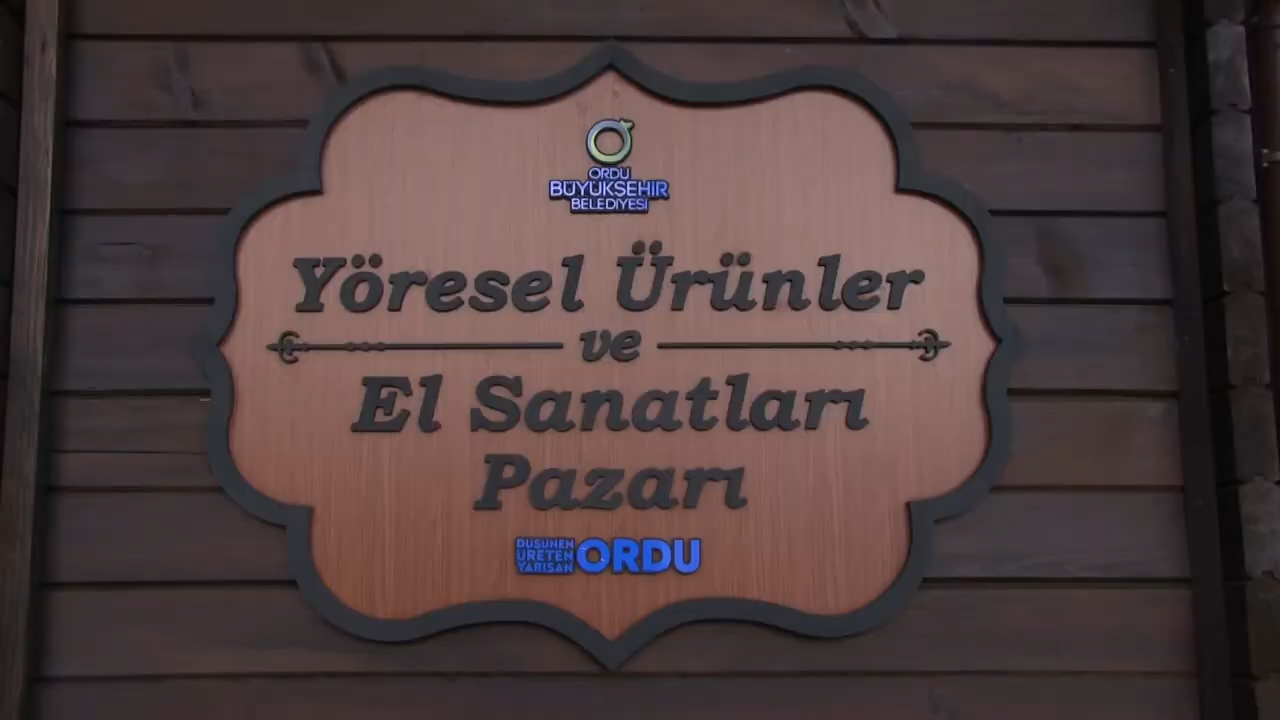 ORDU
BÜYÜKŞEHİR
BELEDİYESİ
Yöresel Ürünler
ve
El Sanatları
Pazarı
DÜŞÜNEN
ÜRETEN
YARIŞAN
ORDU